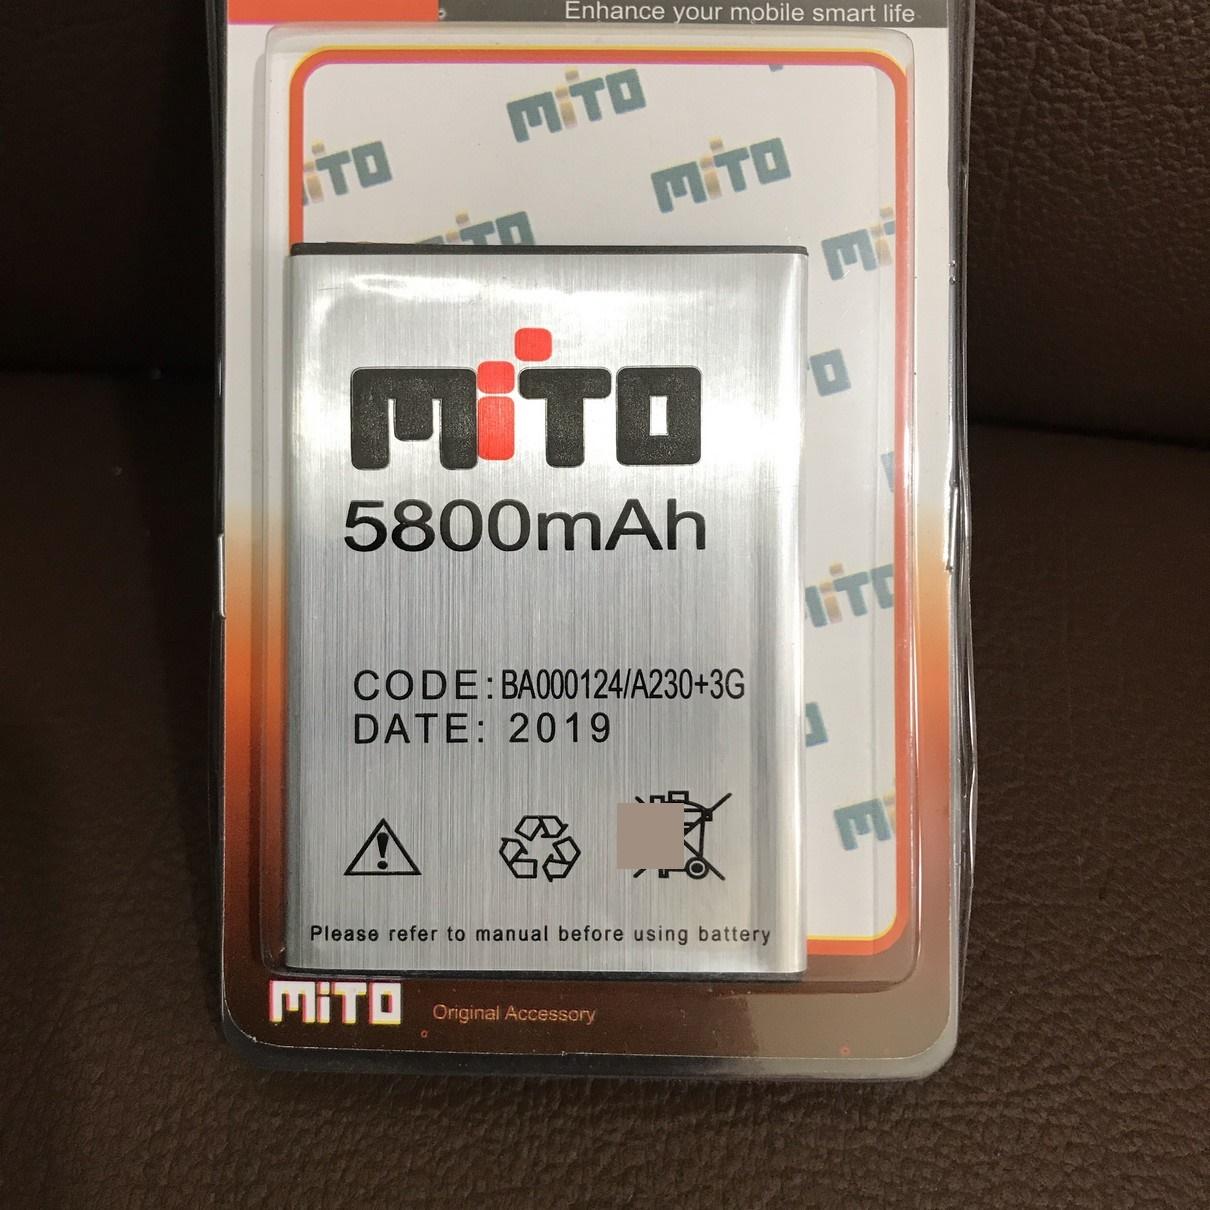 Enhance your mobile smart life
MiTO
MiTO
MiTO
MiTO
MiTO
5800mAh
CODE: BA000124/A230+3G
DATE: 2019
Please refer to manual before using battery
MiTO Original Accessory